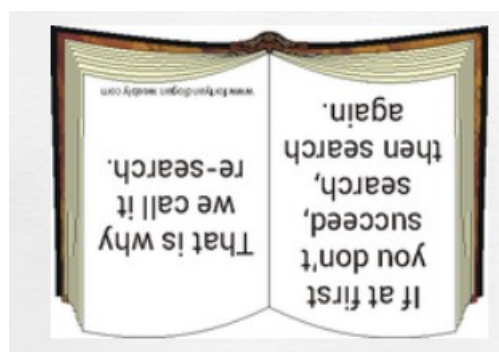 If at first
you don't
succeed,
search,
then search
again.
That is why
we call it
re-search.